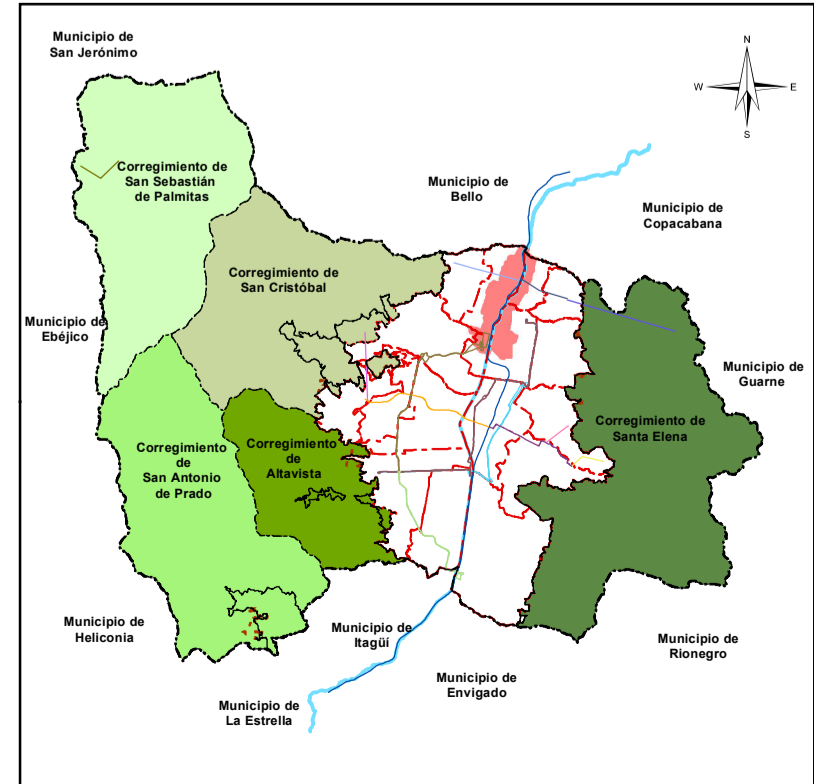 Municipio de
San Jerónimo
N
W
E
S
Corregimiento de
San Sebastián
de Palmitas
Municipio de
Bello
Municipio de
Copacabana
Corregimiento de
San Cristóbal
Municipio de
Ebéjico
Municipio de
Guarne
Corregimiento de
Santa Elena
Corregimiento
de
San Antonio
de Prado
Corregimiento
de
Altavista
Municipio de
Heliconia
Municipio de
Itagüí
Municipio de
Rionegro
Municipio de
Envigado
Municipio de
La Estrella